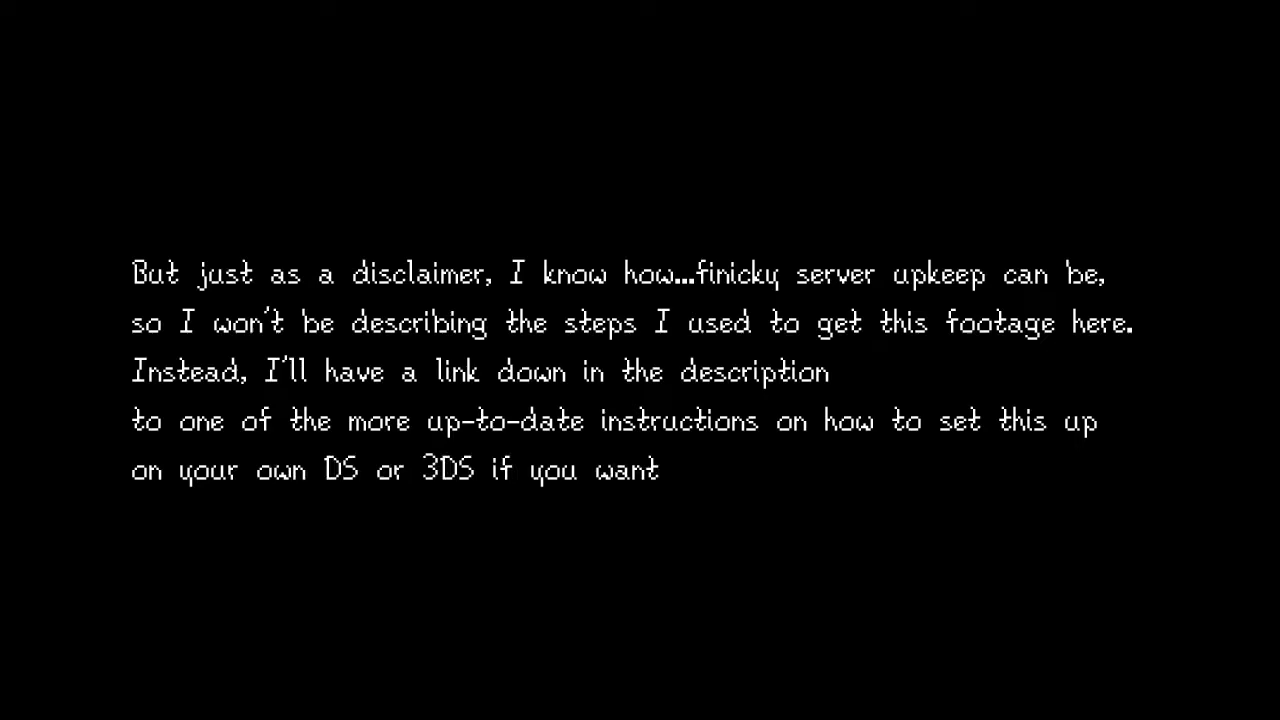 But just as a disclaimer, I know how...finicky server upkeep can be,
so I won't be describing the steps I used to get this footage here.
Instead, I'll have a link down in the description
to one of the more up-to-date instructions on how to set this up
on your own DS or 3DS if you want